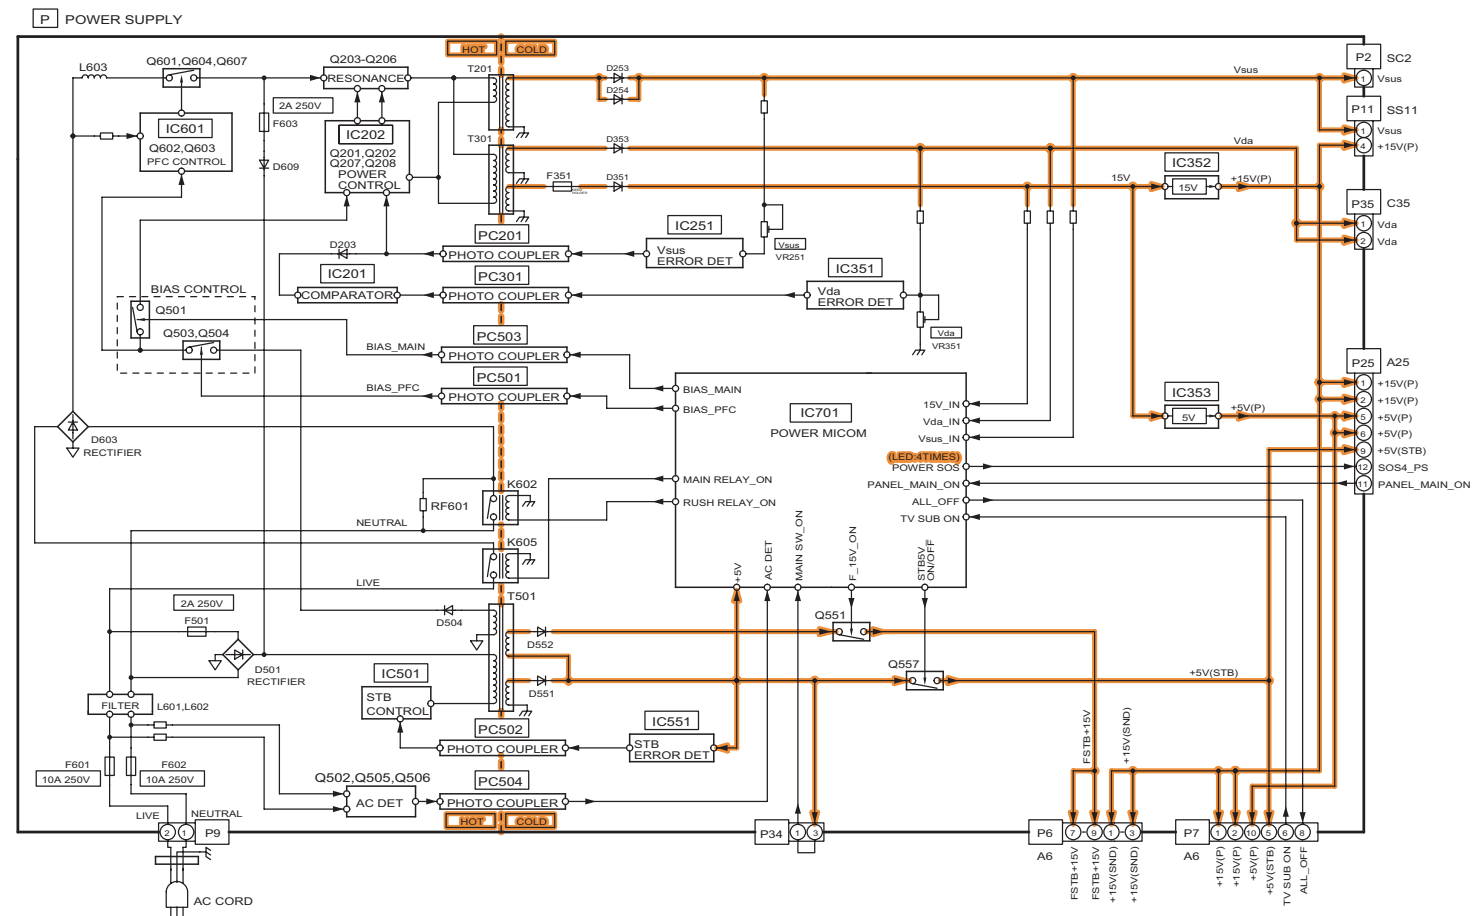 P POWER SUPPLY
HOT COLD
L603
Q601,Q604,Q607
Q203-Q206
RESONANCE
T201
D253
D254
Vsus
P2 SC2
1 Vsus
2A 250V
F603
IC601
Q602,Q603
PFC CONTROL
D609
IC202
Q201,Q202
Q207,Q208
POWER
CONTROL
T301
D353
Vda
P11 SS11
1 Vsus
4 +15V(P)
F351
D351
15V
IC352
15V
+15V(P)
P35 C35
1 Vda
2 Vda
PC201
PHOTO COUPLER
IC251
Vsus
ERROR DET
Vsus
VR251
D203
IC201
COMPARATOR
PC301
PHOTO COUPLER
IC351
Vda
ERROR DET
Vda
VR351
BIAS CONTROL
Q501
Q503,Q504
BIAS_MAIN
PC503
PHOTO COUPLER
BIAS_PFC
PC501
PHOTO COUPLER
BIAS_MAIN
BIAS_PFC
IC701
POWER MICOM
15V_IN
Vda_IN
Vsus_IN
(LED:4TIMES)
POWER SOS
PANEL_MAIN_ON
ALL_OFF
TV SUB ON
MAIN RELAY_ON
RUSH RELAY_ON
+5V
AC DET
MAIN SW_ON
F_15V_ON
STB5V
ON/OFF
IC353
5V
+5V(P)
P25 A25
1 +15V(P)
2 +15V(P)
5 +5V(P)
6 +5V(P)
9 +5V(STB)
12 SOS4_PS
11 PANEL_MAIN_ON
D603
RECTIFIER
RF601
K602
NEUTRAL
K605
LIVE
T501
2A 250V
F501
D504
D501
RECTIFIER
D552
D551
Q551
Q557
+5V(STB)
FILTER
L601,L602
IC501
STB
CONTROL
PC502
PHOTO COUPLER
IC551
STB
ERROR DET
F601
10A 250V
F602
10A 250V
Q502,Q505,Q506
AC DET
PC504
PHOTO COUPLER
FSTB+15V
+15V(SND)
HOT COLD
LIVE
NEUTRAL
2 1 P9
AC CORD
P34 1 3
P6 7 9 1 3
A6
FSTB+15V
FSTB+15V
+15V(SND)
+15V(SND)
P7 1 2 10 5 6 8
A6
+15V(P)
+15V(P)
+5V(P)
+5V(STB)
TV SUB ON
ALL_OFF